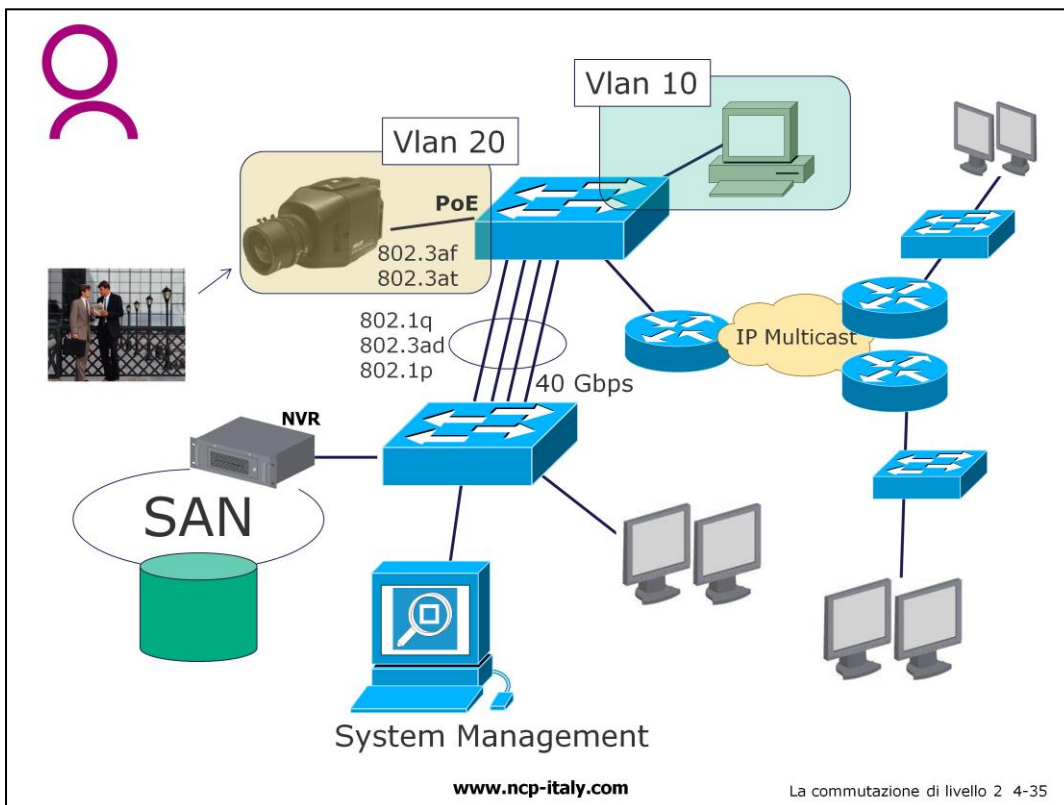 Vlan 10
Vlan 20
PoE
802.3af
802.3at
802.1q
802.3ad
802.1p
40 Gbps
IP Multicast
NVR
SAN
System Management
www.ncp-italy.com
La commutazione di livello 2 4-35